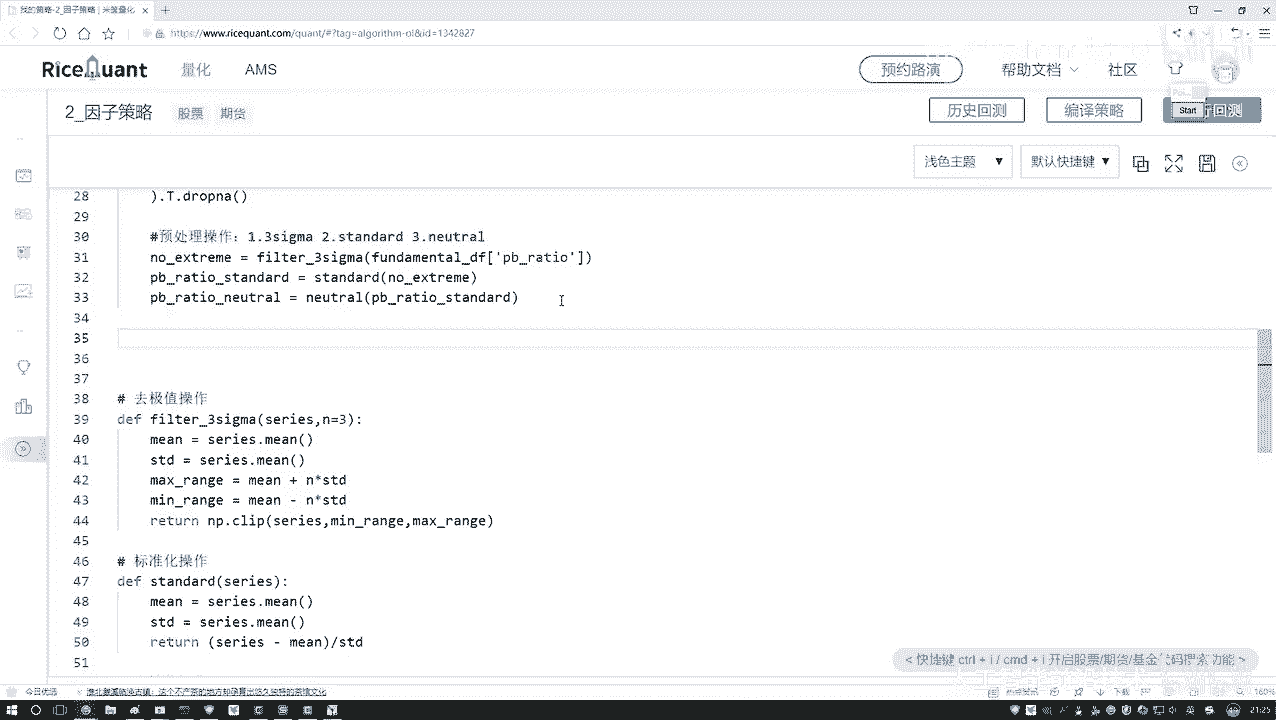 我的策略-2_因子策略 | 米筐量化
https://www.ricequant.com/quant/#?tag=algorithm-ol&id=1342827
RiceQuant 量化 AMS 预约路演 帮助文档 社区
2_因子策略 股票 期货 历史回测 编译策略 回测
Start
浅色主题 默认快捷键
28 ).T.dropna()
29
30 #预处理操作：1.3sigma 2.standard 3.neutral
31 no_extreme = filter_3sigma(fundamental_df['pb_ratio'])
32 pb_ratio_standard = standard(no_extreme)
33 pb_ratio_neutral = neutral(pb_ratio_standard)
34
35
36
37
38 # 去极值操作
39 def filter_3sigma(series,n=3):
40 mean = series.mean()
41 std = series.mean()
42 max_range = mean + n*std
43 min_range = mean - n*std
44 return np.clip(series,min_range,max_range)
45
46 # 标准化操作
47 def standard(series):
48 mean = series.mean()
49 std = series.mean()
50 return (series - mean)/std
51
< 快捷键 ctrl + i / cmd + i 开启股票/期货/基金代码搜索功能 >
今日优选
160%
21:25